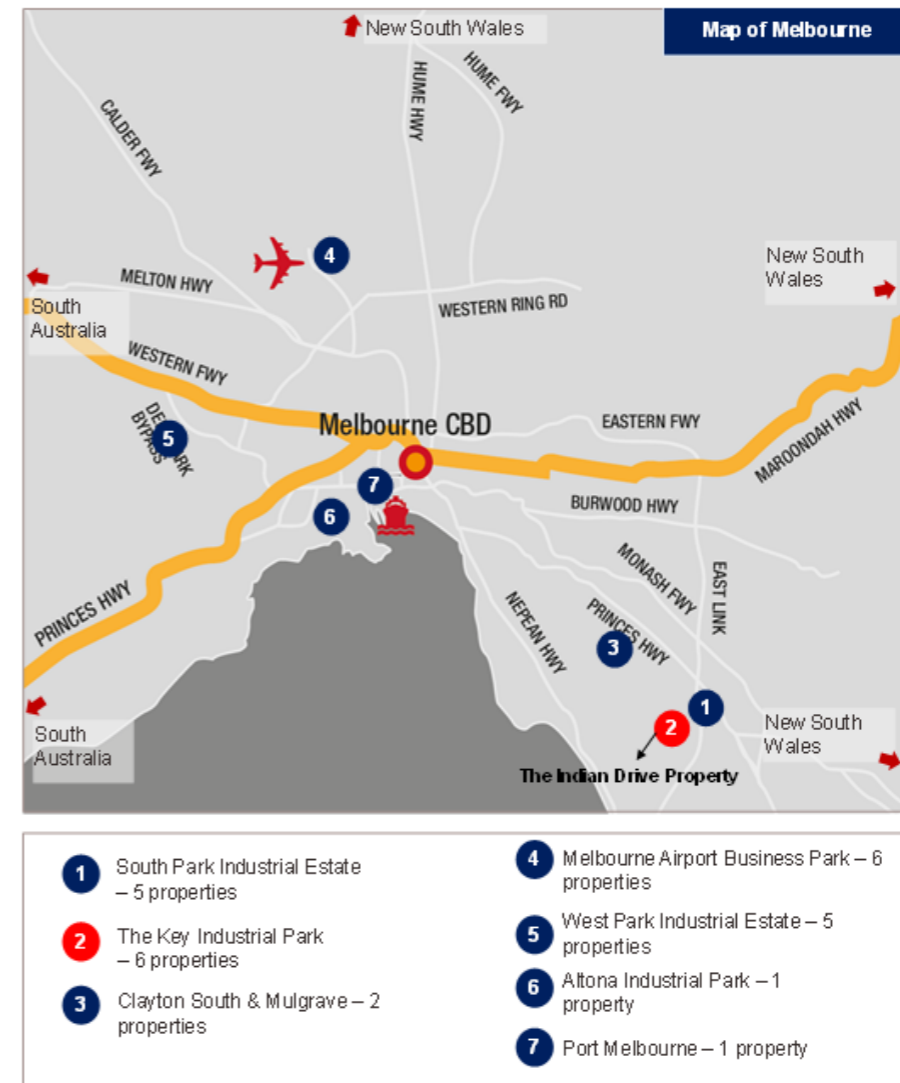 Map of Melbourne
New South Wales
HUME HWY
HUME FWY
CALDER FWY
4
New South
Wales
MELTON HWY
South
Australia
WESTERN RING RD
WESTERN FWY
Melbourne CBD
EASTERN FWY
MAROONDAH HWY
DEER PARK
BYPASS
5
7
6
BURWOOD HWY
MONASH FWY
EAST LINK
PRINCES HWY
NEPEAN HWY
PRINCES HWY
3
1
2
South
Australia
New South
Wales
The Indian Drive Property
1
South Park Industrial Estate
– 5 properties
2
The Key Industrial Park
– 6 properties
3
Clayton South & Mulgrave – 2
properties
4
Melbourne Airport Business Park – 6
properties
5
West Park Industrial Estate – 5
properties
6
Altona Industrial Park – 1
property
7
Port Melbourne – 1 property